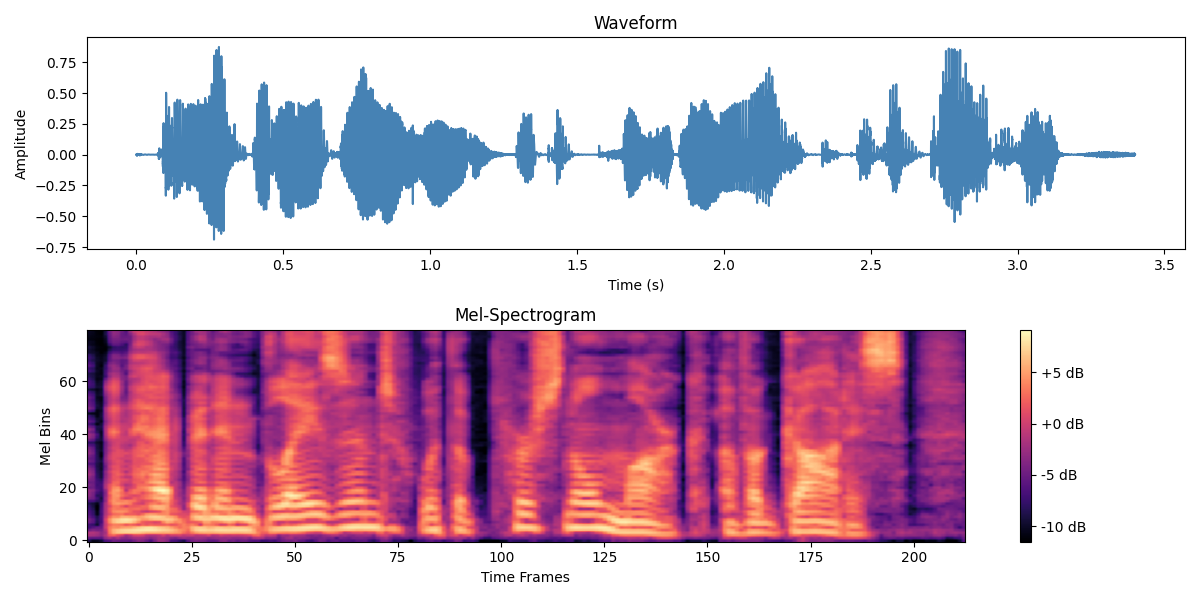 Waveform
Amplitude
0.75
0.50
0.25
0.00
−0.25
−0.50
−0.75
0.0 0.5 1.0 1.5 2.0 2.5 3.0 3.5
Time (s)
Mel-Spectrogram
Mel Bins
60
40
20
0
0 25 50 75 100 125 150 175 200
Time Frames
+5 dB
+0 dB
-5 dB
-10 dB